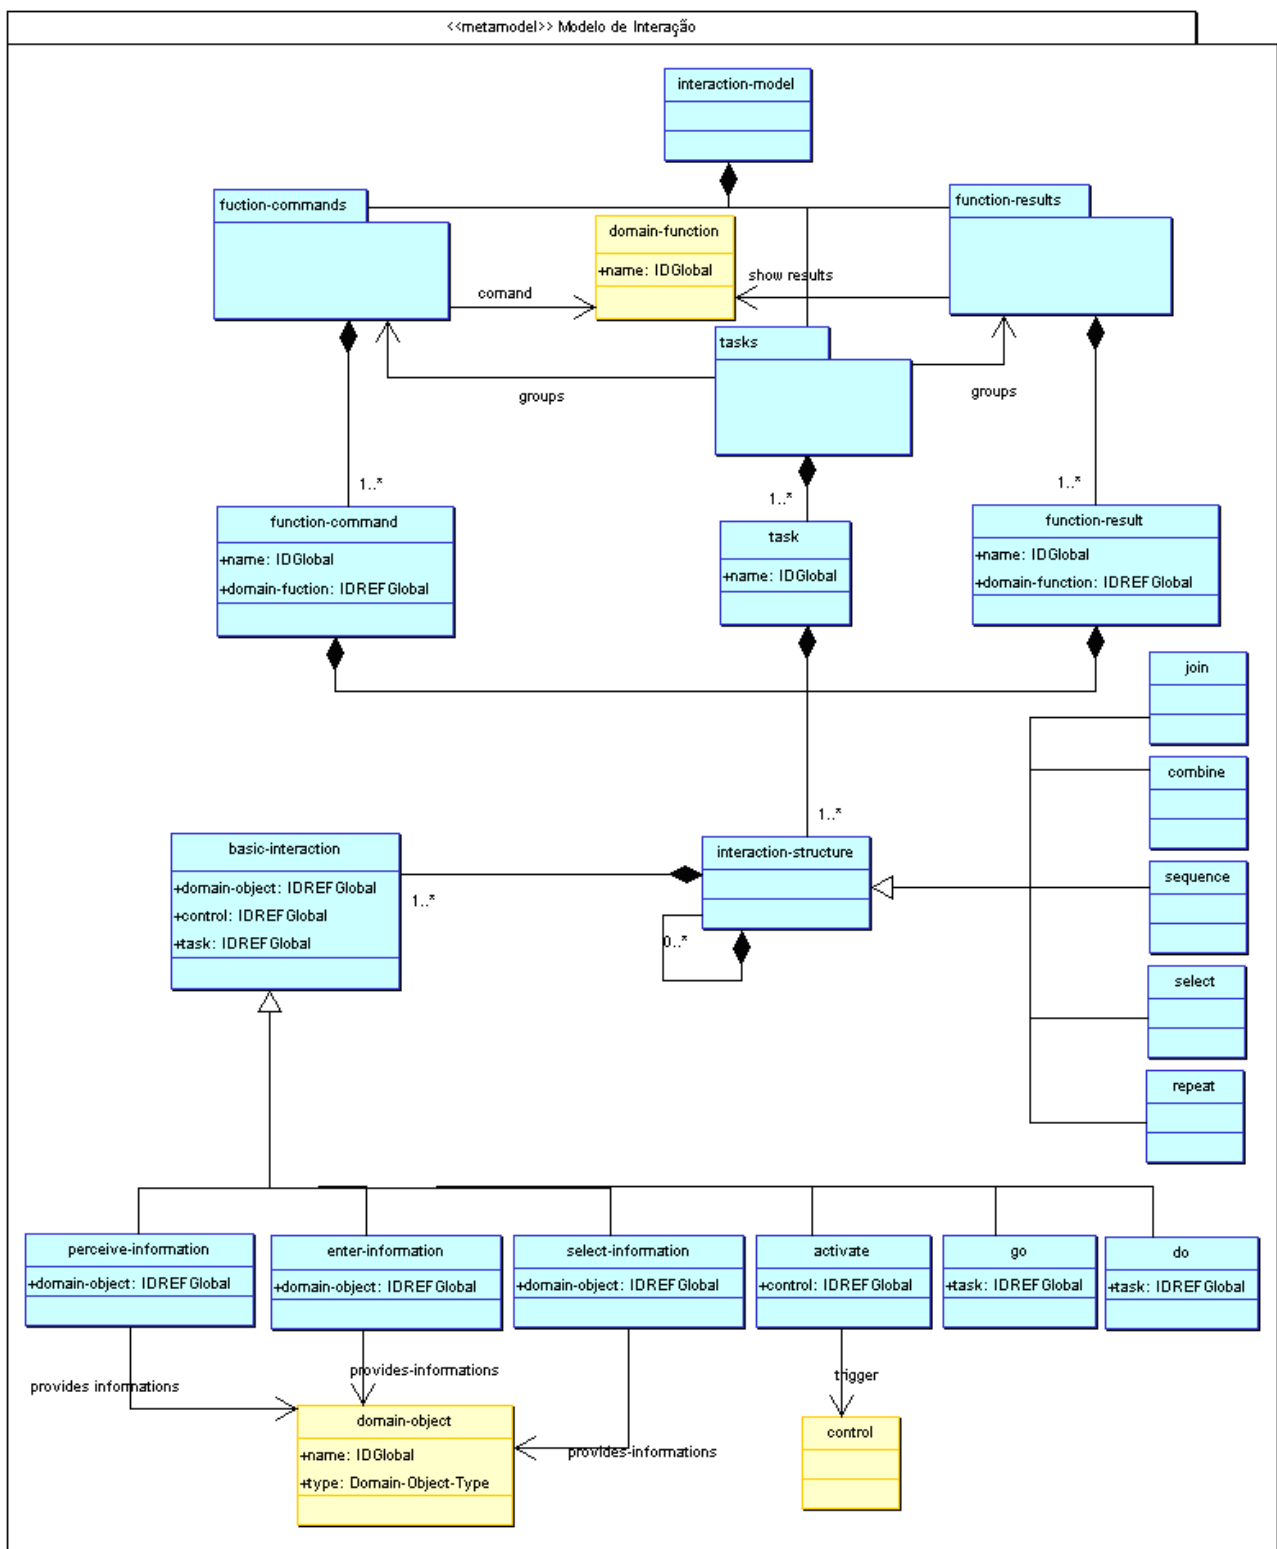 <<metamodel>> Modelo de Interação
interaction-model
fuction-commands
function-results
domain-function
+name: IDGlobal
comand
show results
tasks
groups
groups
1..*
1..*
1..*
function-command
+name: IDGlobal
+domain-fuction: IDREFGlobal
task
+name: IDGlobal
function-result
+name: IDGlobal
+domain-function: IDREFGlobal
join
combine
sequence
select
repeat
1..*
basic-interaction
+domain-object: IDREFGlobal
+control: IDREFGlobal
+task: IDREFGlobal
1..*
interaction-structure
0..*
perceive-information
+domain-object: IDREFGlobal
enter-information
+domain-object: IDREFGlobal
select-information
+domain-object: IDREFGlobal
activate
+control: IDREFGlobal
go
+task: IDREFGlobal
do
+task: IDREFGlobal
provides informations
provides-informations
provides-informations
trigger
domain-object
+name: IDGlobal
+type: Domain-Object-Type
control